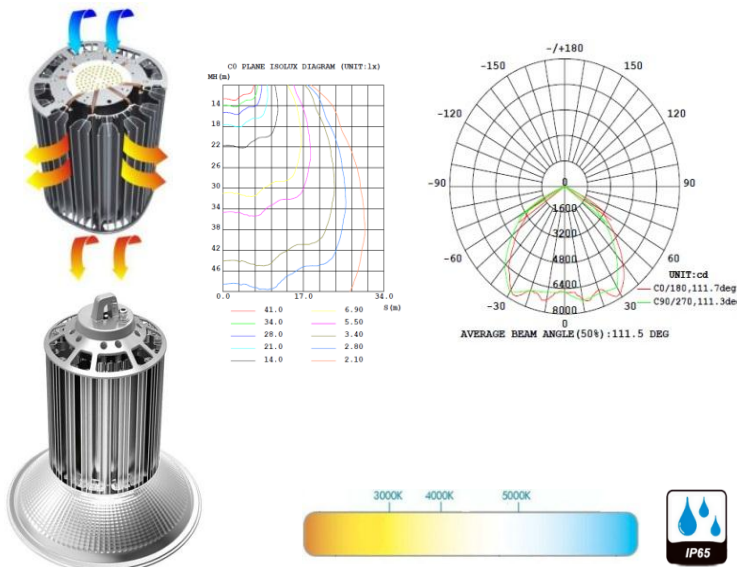 C0 PLANE ISOLUX DIAGRAM (UNIT:lx)
MH(m)
14
18
22
26
30
34
38
42
46
0.0 17.0 34.0
S(m)
41.0 6.90
34.0 5.50
28.0 3.40
21.0 2.80
14.0 2.10
-/+180
-150 150
-120 120
-90 90
-60 60
-30 30
0
0
1600
3200
4800
6400
8000
UNIT:cd
C0/180,111.7deg
C90/270,111.3deg
AVERAGE BEAM ANGLE(50%):111.5 DEG
3000K 4000K 5000K
IP65